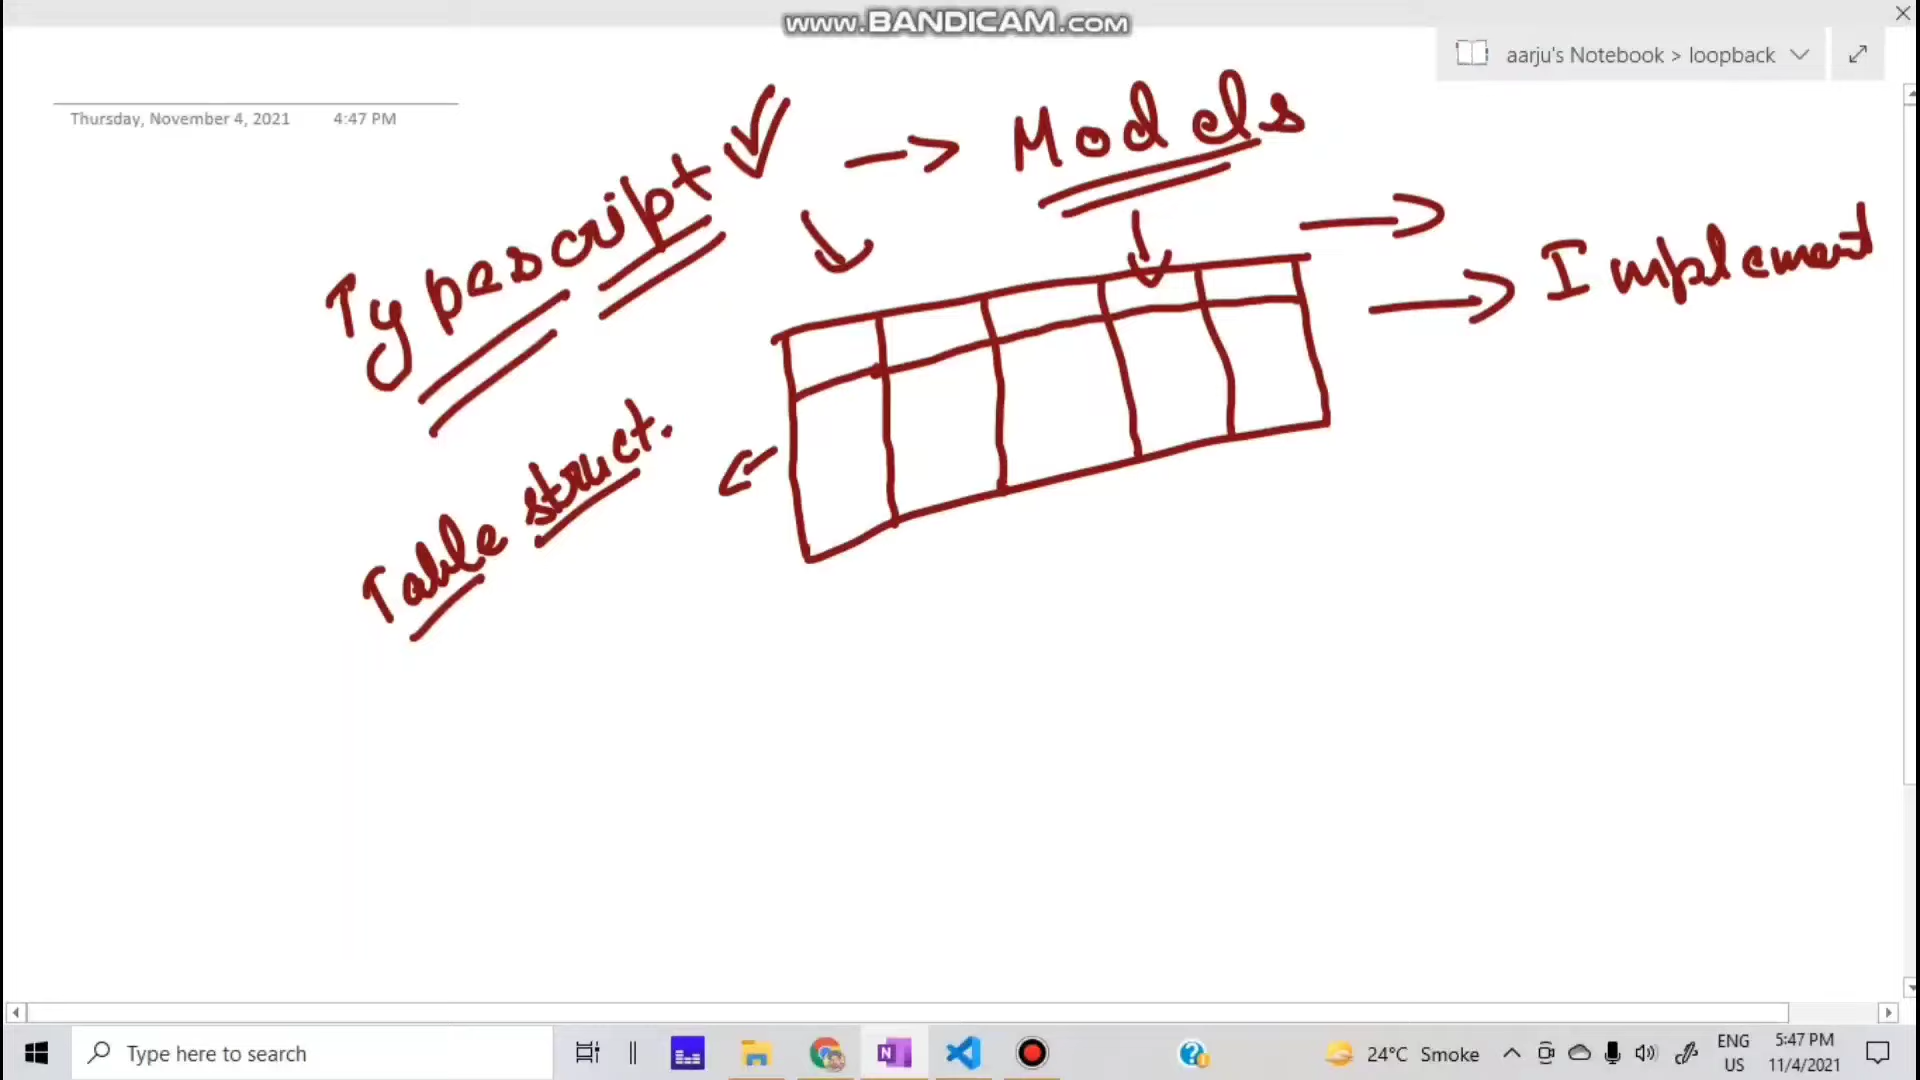 www.BANDICAM.com
aarju's Notebook > loopback
Thursday, November 4, 2021 4:47 PM
Typescript → Models
→ Implement
Table struct.
Type here to search
24°C Smoke
ENG
US
5:47 PM
11/4/2021